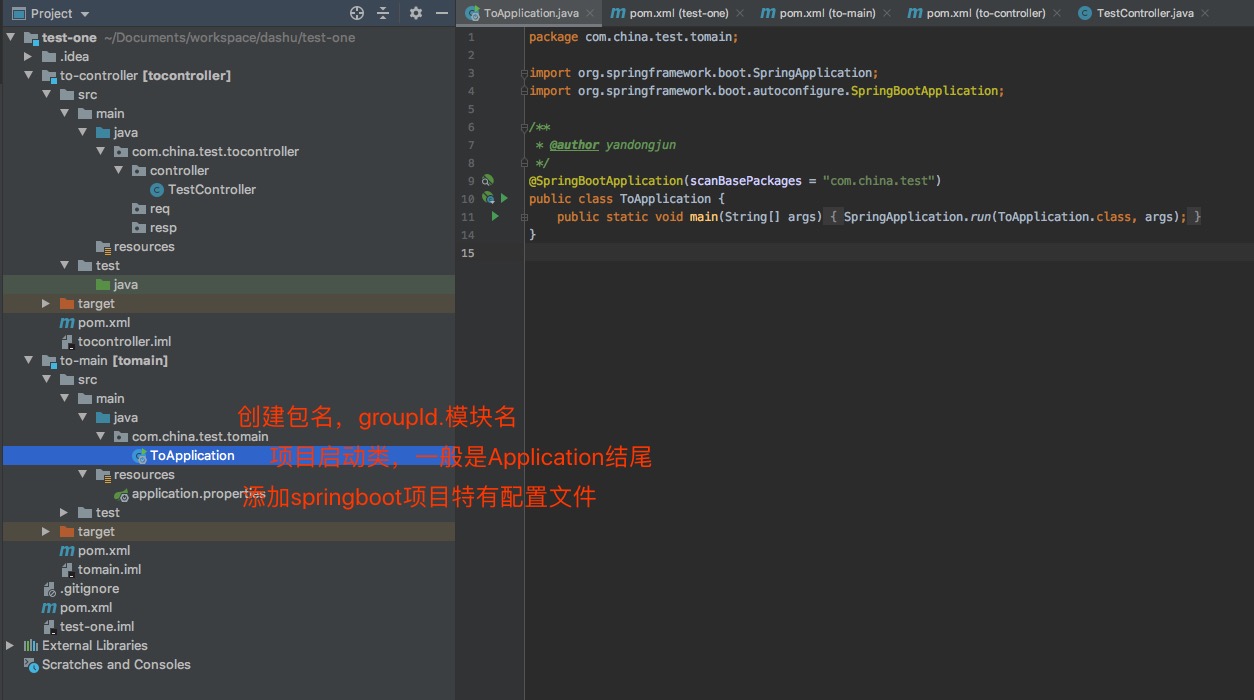 Project
test-one ~/Documents/workspace/dashu/test-one
.idea
to-controller [tocontroller]
src
main
java
com.china.test.tocontroller
controller
TestController
req
resp
resources
test
java
target
pom.xml
tocontroller.iml
to-main [tomain]
src
main
java
创建包名，groupId.模块名
com.china.test.tomain
ToApplication
项目启动类，一般是Application结尾
resources
application.properties
添加springboot项目特有配置文件
test
target
pom.xml
tomain.iml
.gitignore
pom.xml
test-one.iml
External Libraries
Scratches and Consoles
ToApplication.java
pom.xml (test-one)
pom.xml (to-main)
pom.xml (to-controller)
TestController.java
1 package com.china.test.tomain;
2
3 import org.springframework.boot.SpringApplication;
4 import org.springframework.boot.autoconfigure.SpringBootApplication;
5
6 /**
7 * @author yandongjun
8 */
9 @SpringBootApplication(scanBasePackages = "com.china.test")
10 public class ToApplication {
11 public static void main(String[] args) { SpringApplication.run(ToApplication.class, args); }
14 }
15